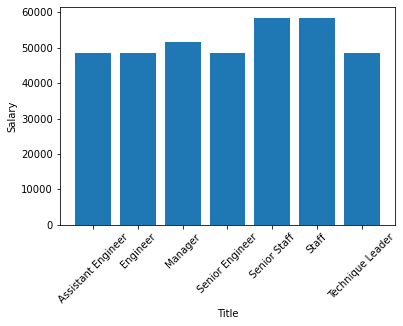 60000
50000
40000
30000
20000
10000
0
Salary
Assistant Engineer
Engineer
Manager
Senior Engineer
Senior Staff
Staff
Technique Leader
Title